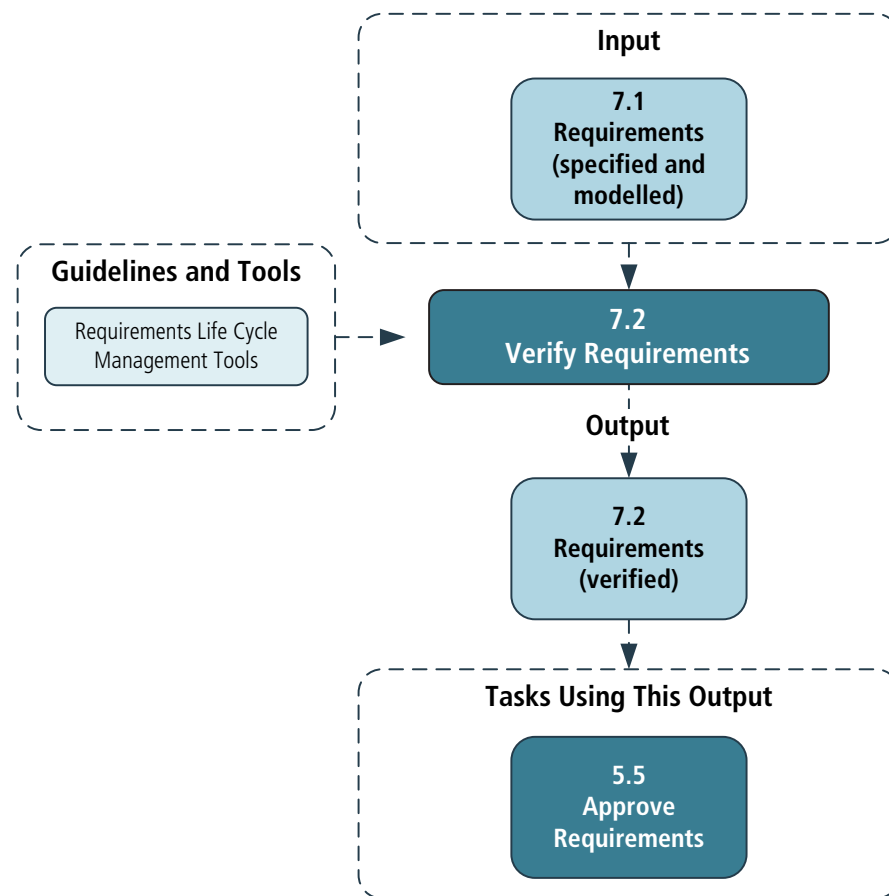 Input
7.1
Requirements
(specified and
modelled)
Guidelines and Tools
Requirements Life Cycle
Management Tools
7.2
Verify Requirements
Output
7.2
Requirements
(verified)
Tasks Using This Output
5.5
Approve
Requirements